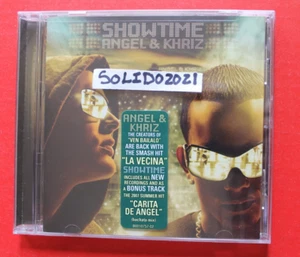 SHOWTIME
ANGEL & KHRIZ
SOLIDO2021
ANGEL &
KHRIZ
THE CREATORS OF
"VEN BAILALO"
ARE BACK WITH
THE SMASH HIT
"LA VECINA"
SHOWTIME
INCLUDES ALL NEW
RECORDINGS AND AS
A BONUS TRACK
THE 2007 SUMMER HIT
"CARITA
DE ANGEL"